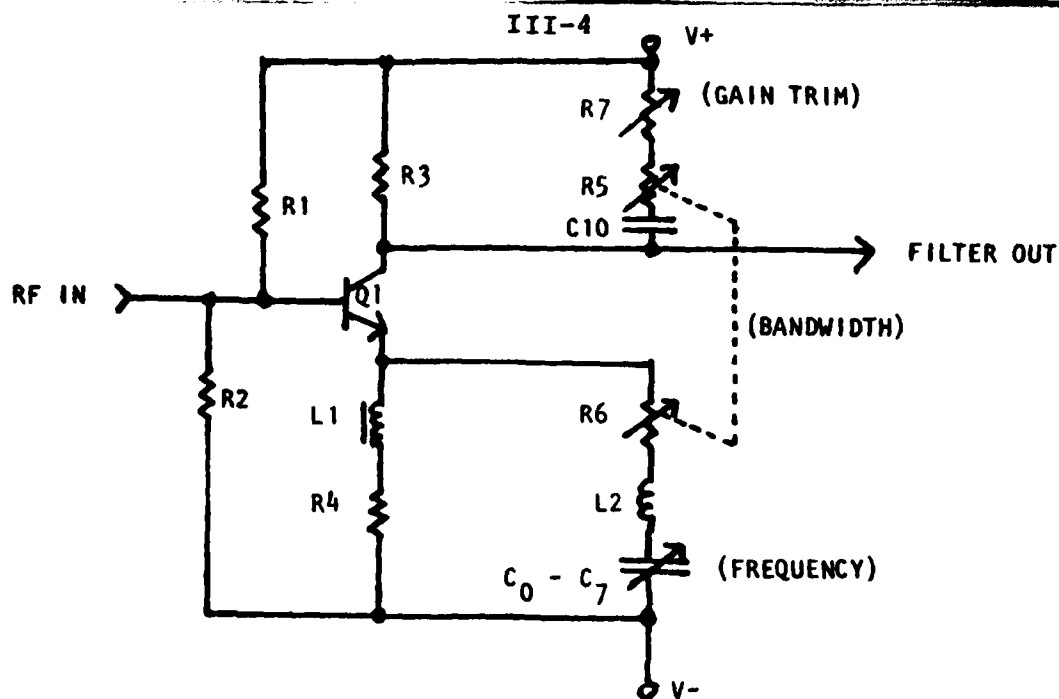 III-4
V+
R7
(GAIN TRIM)
R3
R5
R1
C10
FILTER OUT
RF IN
Q1
(BANDWIDTH)
R2
L1
R6
R4
L2
C₀ - C₇
(FREQUENCY)
V-